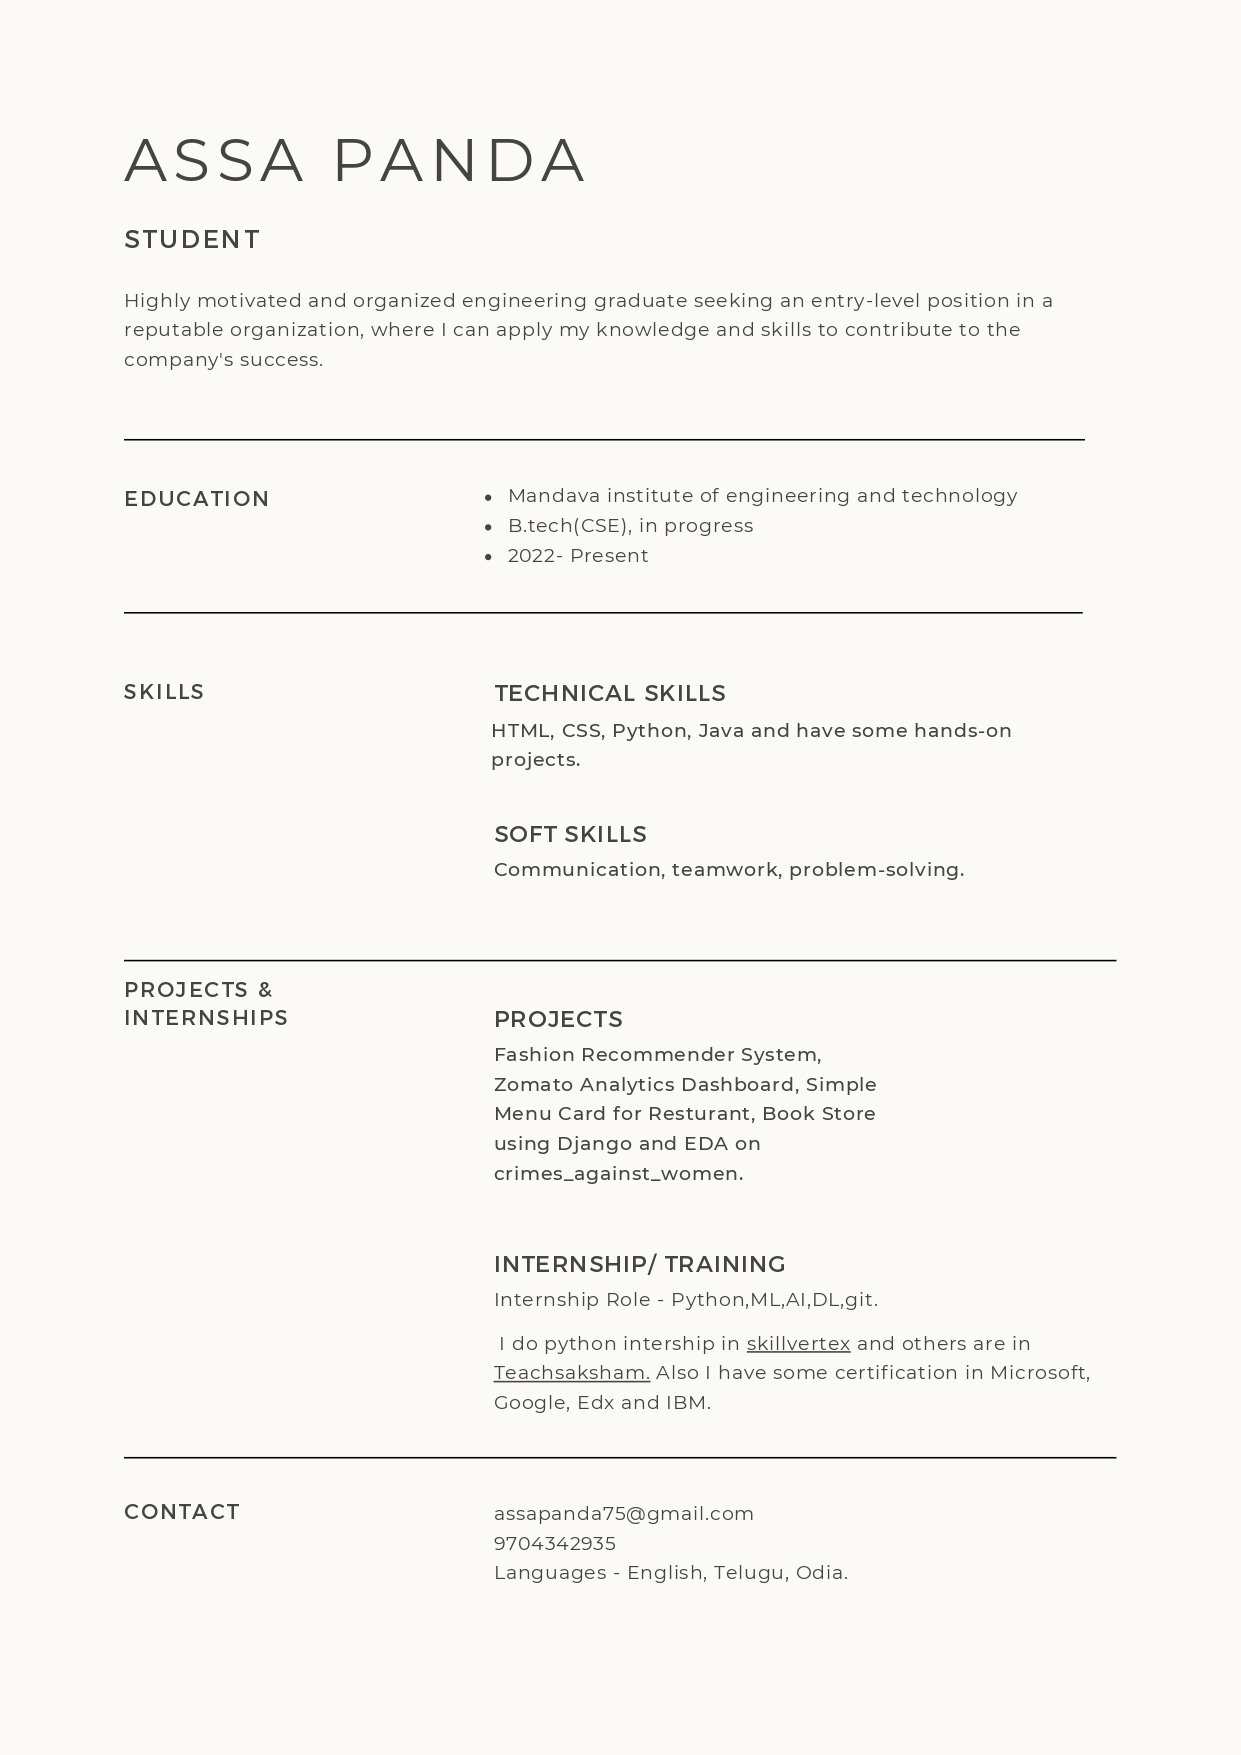 ASSA PANDA
STUDENT
Highly motivated and organized engineering graduate seeking an entry-level position in a
reputable organization, where I can apply my knowledge and skills to contribute to the
company's success.
EDUCATION
• Mandava institute of engineering and technology
• B.tech(CSE), in progress
• 2022- Present
SKILLS
TECHNICAL SKILLS
HTML, CSS, Python, Java and have some hands-on
projects.
SOFT SKILLS
Communication, teamwork, problem-solving.
PROJECTS &
INTERNSHIPS
PROJECTS
Fashion Recommender System,
Zomato Analytics Dashboard, Simple
Menu Card for Resturant, Book Store
using Django and EDA on
crimes_against_women.
INTERNSHIP/ TRAINING
Internship Role - Python,ML,AI,DL,git.
I do python intership in skillvertex and others are in
Teachsaksham. Also I have some certification in Microsoft,
Google, Edx and IBM.
CONTACT
assapanda75@gmail.com
9704342935
Languages - English, Telugu, Odia.